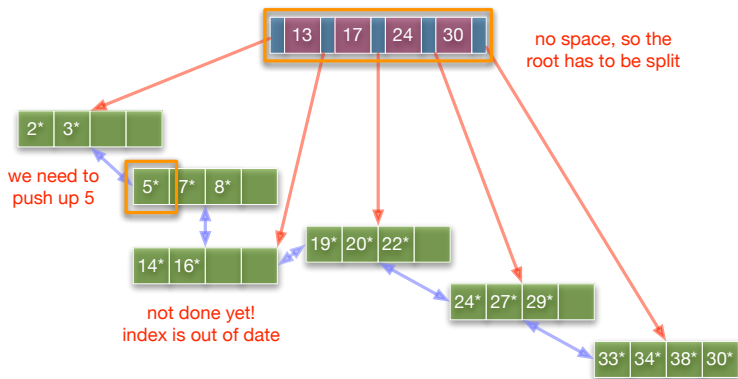 13 17 24 30
no space, so the
root has to be split
2* 3*
we need to
push up 5
5* 7* 8*
14* 16*
19* 20* 22*
not done yet!
index is out of date
24* 27* 29*
33* 34* 38* 30*